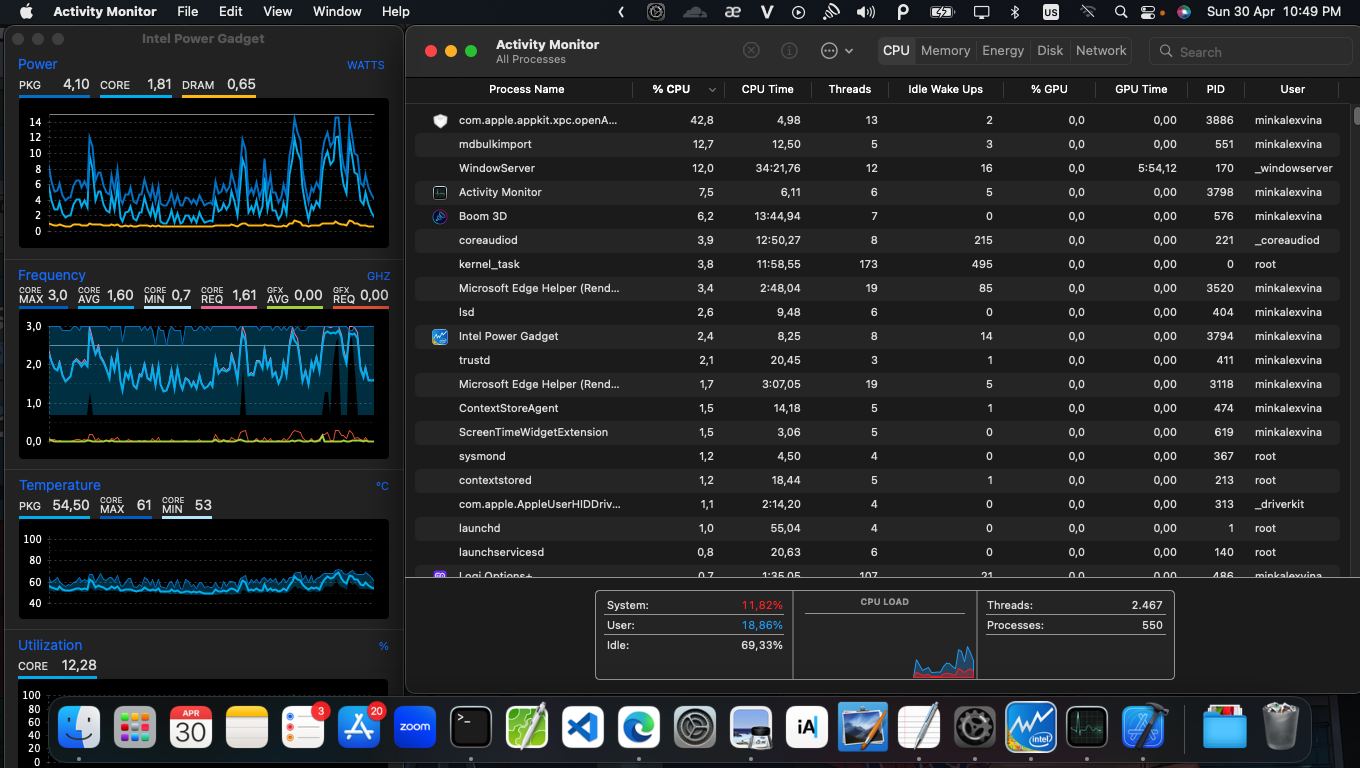 Activity Monitor File Edit View Window Help æ V US Sun 30 Apr 10:49 PM
Intel Power Gadget
Power WATTS
PKG 4,10 CORE 1,81 DRAM 0,65
14
12
10
8
6
4
2
0
Frequency GHZ
CORE MAX 3,0 CORE AVG 1,60 CORE MIN 0,7 CORE REQ 1,61 GFX AVG 0,00 GFX REQ 0,00
3,0
2,0
1,0
0,0
Temperature °C
PKG 54,50 CORE MAX 61 CORE MIN 53
100
80
60
40
Utilization %
CORE 12,28
100
80
60
40
20
0
Activity Monitor
All Processes
CPU Memory Energy Disk Network Search
Process Name % CPU CPU Time Threads Idle Wake Ups % GPU GPU Time PID User
com.apple.appkit.xpc.openA... 42,8 4,98 13 2 0,0 0,00 3886 minkalexvina
mdbulkimport 12,7 12,50 5 3 0,0 0,00 551 minkalexvina
WindowServer 12,0 34:21,76 12 16 0,0 5:54,12 170 _windowserver
Activity Monitor 7,5 6,11 6 5 0,0 0,00 3798 minkalexvina
Boom 3D 6,2 13:44,94 7 0 0,0 0,00 576 minkalexvina
coreaudiod 3,9 12:50,27 8 215 0,0 0,00 221 _coreaudiod
kernel_task 3,8 11:58,55 173 495 0,0 0,00 0 root
Microsoft Edge Helper (Rend... 3,4 2:48,04 19 85 0,0 0,00 3520 minkalexvina
lsd 2,6 9,48 6 0 0,0 0,00 404 minkalexvina
Intel Power Gadget 2,4 8,25 8 14 0,0 0,00 3794 minkalexvina
trustd 2,1 20,45 3 1 0,0 0,00 411 minkalexvina
Microsoft Edge Helper (Rend... 1,7 3:07,05 19 5 0,0 0,00 3118 minkalexvina
ContextStoreAgent 1,5 14,18 5 1 0,0 0,00 474 minkalexvina
ScreenTimeWidgetExtension 1,5 3,06 5 0 0,0 0,00 619 minkalexvina
sysmond 1,2 4,50 4 0 0,0 0,00 367 root
contextstored 1,2 18,44 5 1 0,0 0,00 213 root
com.apple.AppleUserHIDDriv... 1,1 2:14,20 4 0 0,0 0,00 313 _driverkit
launchd 1,0 55,04 4 0 0,0 0,00 1 root
launchservicesd 0,8 20,63 6 0 0,0 0,00 140 root
Logi Options+ 0,7 1:35,05 107 21 0,0 0,00 486 minkalexvina
System: 11,82%
User: 18,86%
Idle: 69,33%
CPU LOAD
Threads: 2.467
Processes: 550
APR
30
3
20
zoom
>_
iA
intel